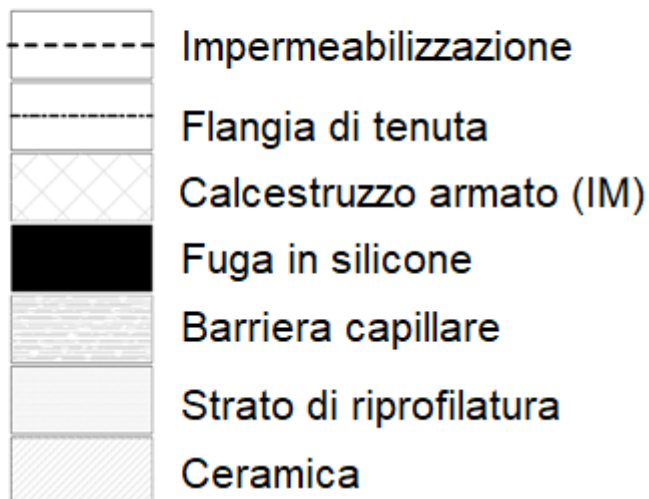 Impermeabilizzazione
Flangia di tenuta
Calcestruzzo armato (IM)
Fuga in silicone
Barriera capillare
Strato di riprofilatura
Ceramica